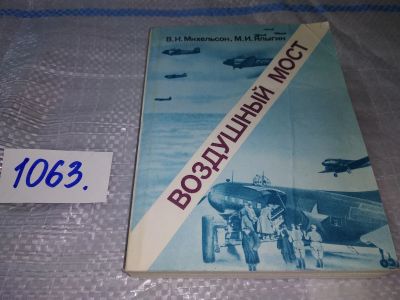 В.И. Михельсон, М.И. Ялыгин
ВОЗДУШНЫЙ МОСТ
1063.